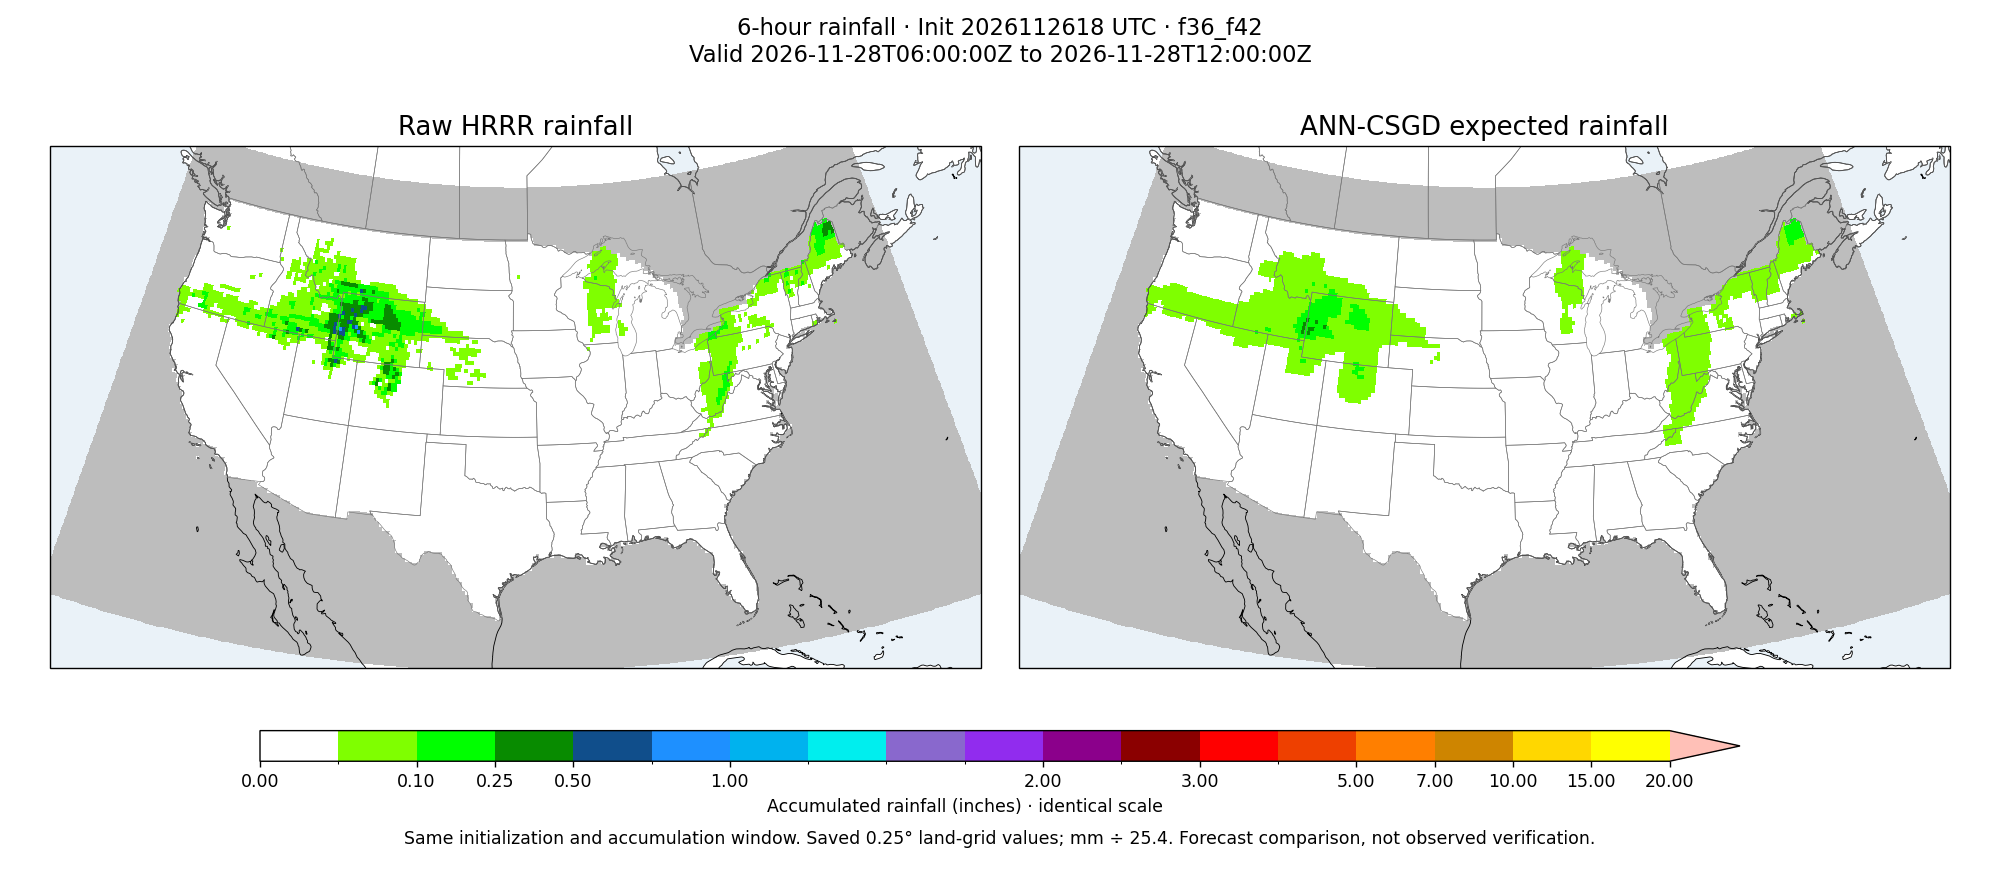 6-hour rainfall · Init 2026112618 UTC · f36_f42
Valid 2026-11-28T06:00:00Z to 2026-11-28T12:00:00Z
Raw HRRR rainfall
ANN-CSGD expected rainfall
0.00 0.10 0.25 0.50 1.00 2.00 3.00 5.00 7.00 10.00 15.00 20.00
Accumulated rainfall (inches) · identical scale
Same initialization and accumulation window. Saved 0.25° land-grid values; mm ÷ 25.4. Forecast comparison, not observed verification.